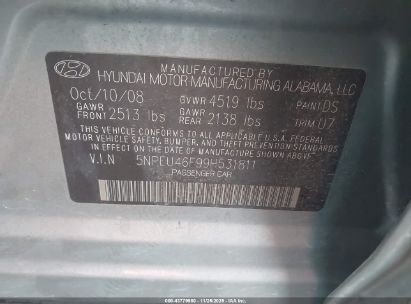 MANUFACTURED BY
HYUNDAI MOTOR MANUFACTURING ALABAMA, LLC
Oct/10/08 GVWR 4519 lbs PAINT DS
GAWR FRONT 2513 lbs GAWR REAR 2138 lbs TRIM U7
THIS VEHICLE CONFORMS TO ALL APPLICABLE U.S.A. FEDERAL
MOTOR VEHICLE SAFETY, BUMPER, AND THEFT PREVENTION
STANDARDS IN EFFECT ON THE DATE OF MANUFACTURE SHOWN ABOVE.
V.I.N 5NPEU46F99H531811
PASSENGER CAR